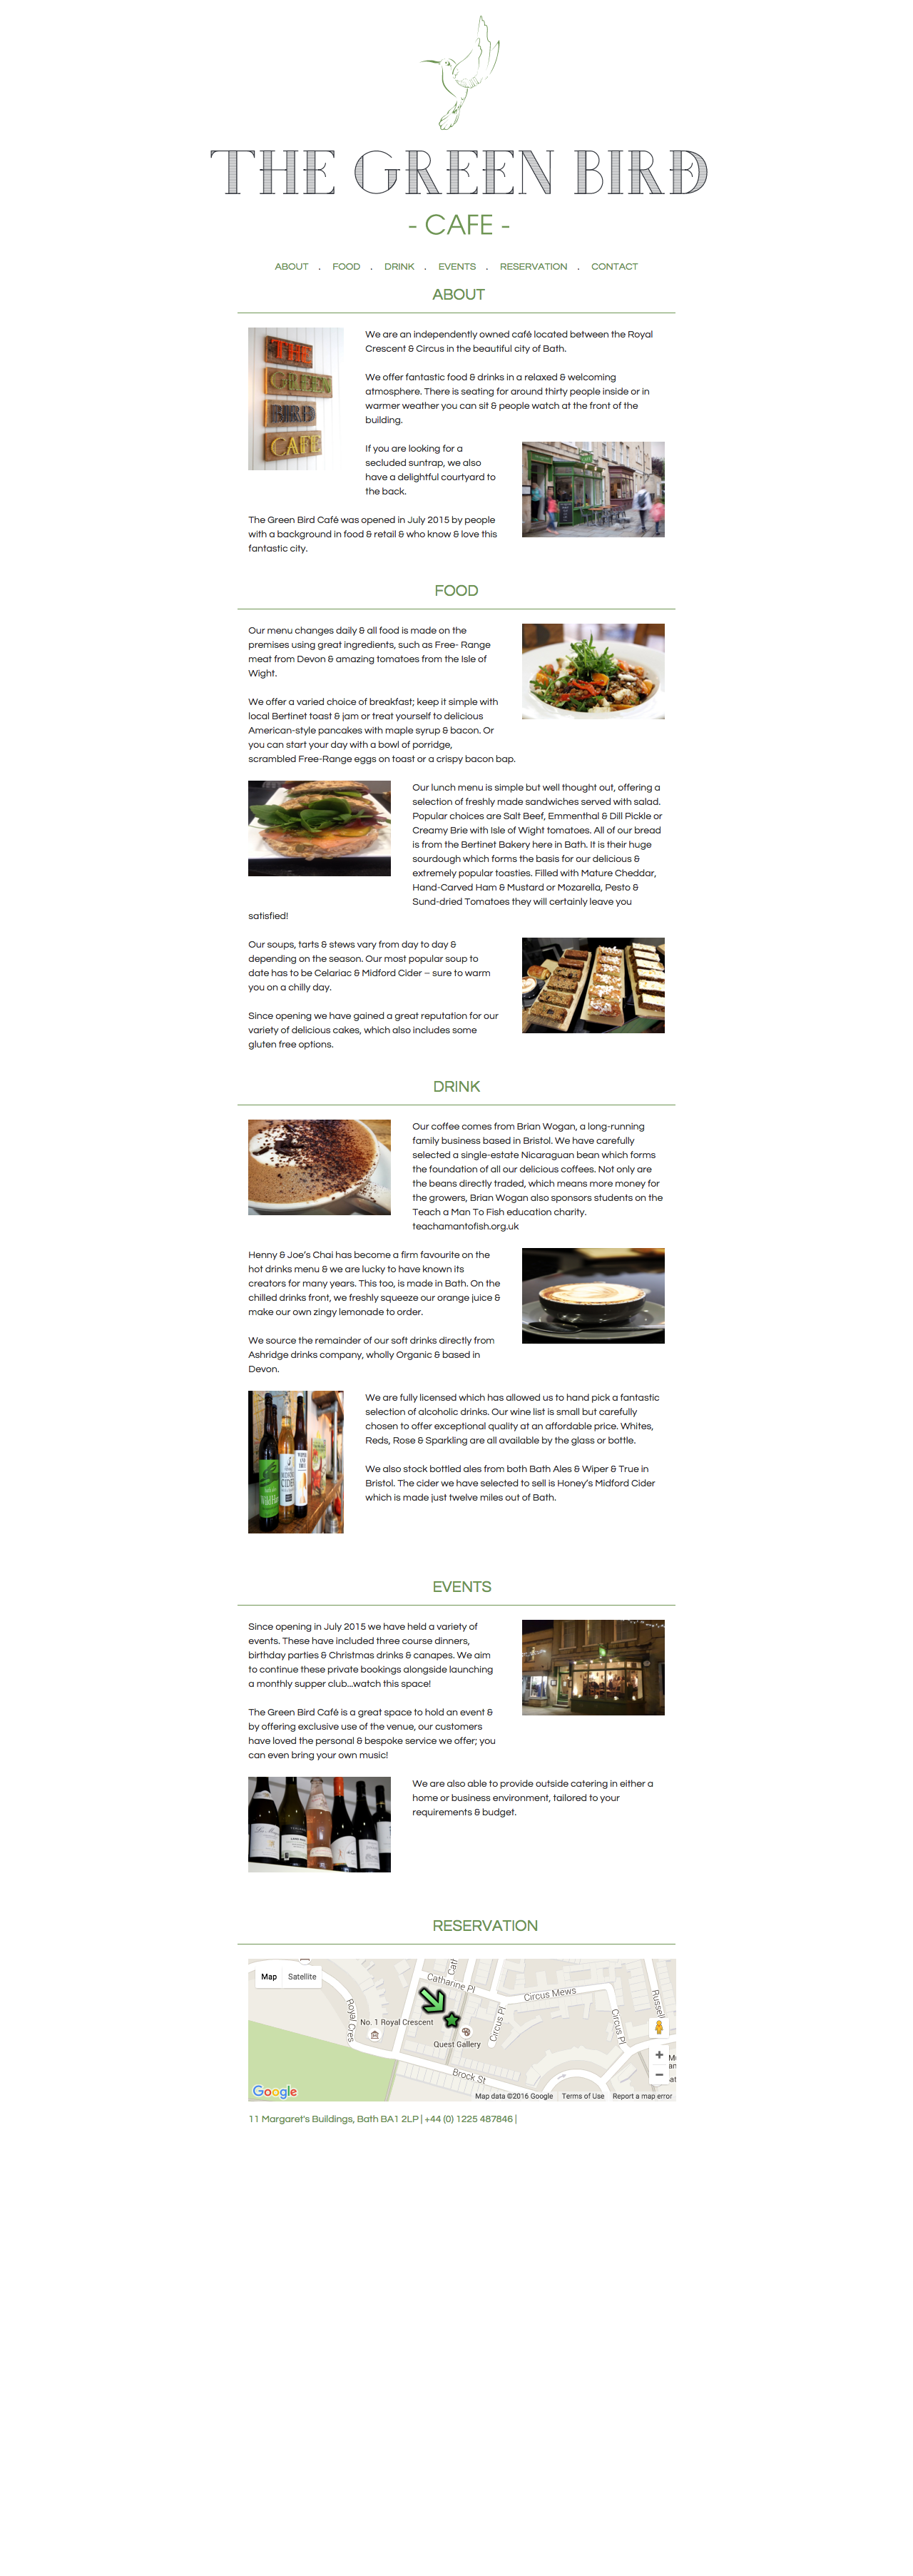 THE GREEN BIRD
- CAFE -
ABOUT . FOOD . DRINK . EVENTS . RESERVATION . CONTACT
ABOUT
THE
GREEN
BIRD
CAFE
We are an independently owned café located between the Royal
Crescent & Circus in the beautiful city of Bath.
We offer fantastic food & drinks in a relaxed & welcoming
atmosphere. There is seating for around thirty people inside or in
warmer weather you can sit & people watch at the front of the
building.
If you are looking for a
secluded suntrap, we also
have a delightful courtyard to
the back.
The Green Bird Café was opened in July 2015 by people
with a background in food & retail & who know & love this
fantastic city.
FOOD
Our menu changes daily & all food is made on the
premises using great ingredients, such as Free- Range
meat from Devon & amazing tomatoes from the Isle of
Wight.
We offer a varied choice of breakfast; keep it simple with
local Bertinet toast & jam or treat yourself to delicious
American-style pancakes with maple syrup & bacon. Or
you can start your day with a bowl of porridge,
scrambled Free-Range eggs on toast or a crispy bacon bap.
Our lunch menu is simple but well thought out, offering a
selection of freshly made sandwiches served with salad.
Popular choices are Salt Beef, Emmenthal & Dill Pickle or
Creamy Brie with Isle of Wight tomatoes. All of our bread
is from the Bertinet Bakery here in Bath. It is their huge
sourdough which forms the basis for our delicious &
extremely popular toasties. Filled with Mature Cheddar,
Hand-Carved Ham & Mustard or Mozarella, Pesto &
Sund-dried Tomatoes they will certainly leave you
satisfied!
Our soups, tarts & stews vary from day to day &
depending on the season. Our most popular soup to
date has to be Celariac & Midford Cider – sure to warm
you on a chilly day.
Since opening we have gained a great reputation for our
variety of delicious cakes, which also includes some
gluten free options.
DRINK
Our coffee comes from Brian Wogan, a long-running
family business based in Bristol. We have carefully
selected a single-estate Nicaraguan bean which forms
the foundation of all our delicious coffees. Not only are
the beans directly traded, which means more money for
the growers, Brian Wogan also sponsors students on the
Teach a Man To Fish education charity.
teachamantofish.org.uk
Henny & Joe's Chai has become a firm favourite on the
hot drinks menu & we are lucky to have known its
creators for many years. This too, is made in Bath. On the
chilled drinks front, we freshly squeeze our orange juice &
make our own zingy lemonade to order.
We source the remainder of our soft drinks directly from
Ashridge drinks company, wholly Organic & based in
Devon.
We are fully licensed which has allowed us to hand pick a fantastic
selection of alcoholic drinks. Our wine list is small but carefully
chosen to offer exceptional quality at an affordable price. Whites,
Reds, Rose & Sparkling are all available by the glass or bottle.
We also stock bottled ales from both Bath Ales & Wiper & True in
Bristol. The cider we have selected to sell is Honey's Midford Cider
which is made just twelve miles out of Bath.
CIDER
EVENTS
Since opening in July 2015 we have held a variety of
events. These have included three course dinners,
birthday parties & Christmas drinks & canapes. We aim
to continue these private bookings alongside launching
a monthly supper club...watch this space!
The Green Bird Café is a great space to hold an event &
by offering exclusive use of the venue, our customers
have loved the personal & bespoke service we offer; you
can even bring your own music!
We are also able to provide outside catering in either a
home or business environment, tailored to your
requirements & budget.
RESERVATION
Map Satellite
Catharine Pl
Cath
Circus Mews
Royal Cres
No. 1 Royal Crescent
Quest Gallery
Circus Pl
Circus Pl
Russell
Brock St
Google
Map data ©2016 Google Terms of Use Report a map error
11 Margaret's Buildings, Bath BA1 2LP | +44 (0) 1225 487846 |